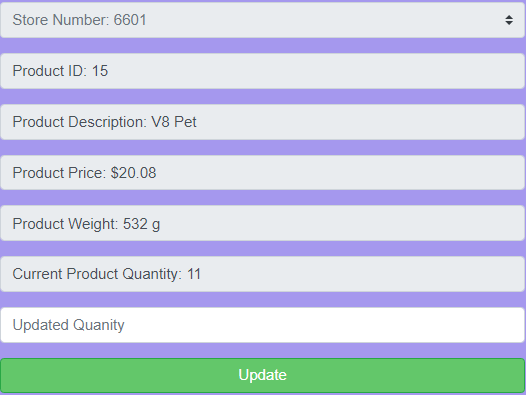 Store Number: 6601
Product ID: 15
Product Description: V8 Pet
Product Price: $20.08
Product Weight: 532 g
Current Product Quantity: 11
Updated Quanity
Update